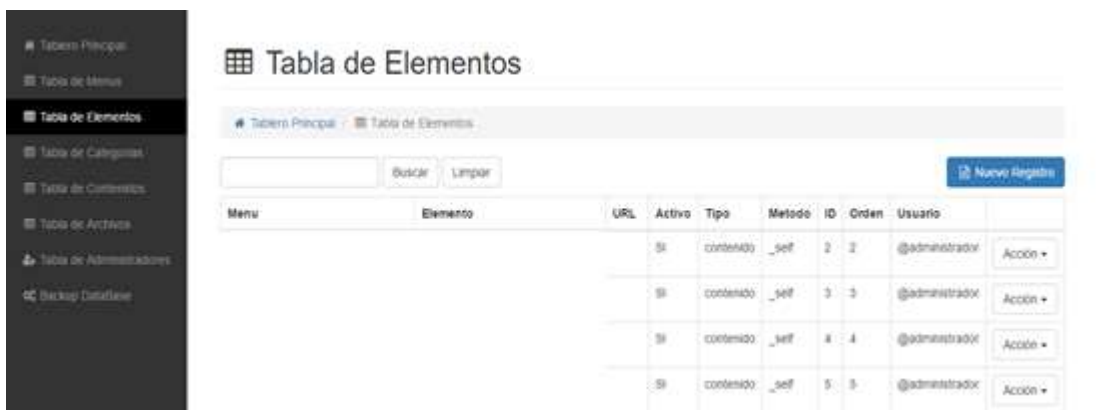 Tablero Principal
Tabla de Menus
Tabla de Elementos
Tabla de Categorias
Tabla de Contenidos
Tabla de Archivos
Tabla de Administradores
Backup DataBase
Tabla de Elementos
Tablero Principal / Tabla de Elementos
Buscar Limpiar
Nuevo Registro
Menu Elemento URL Activo Tipo Metodo ID Orden Usuario
SI contenido _self 2 2 @administrador Acción
SI contenido _self 3 3 @administrador Acción
SI contenido _self 4 4 @administrador Acción
SI contenido _self 5 5 @administrador Acción